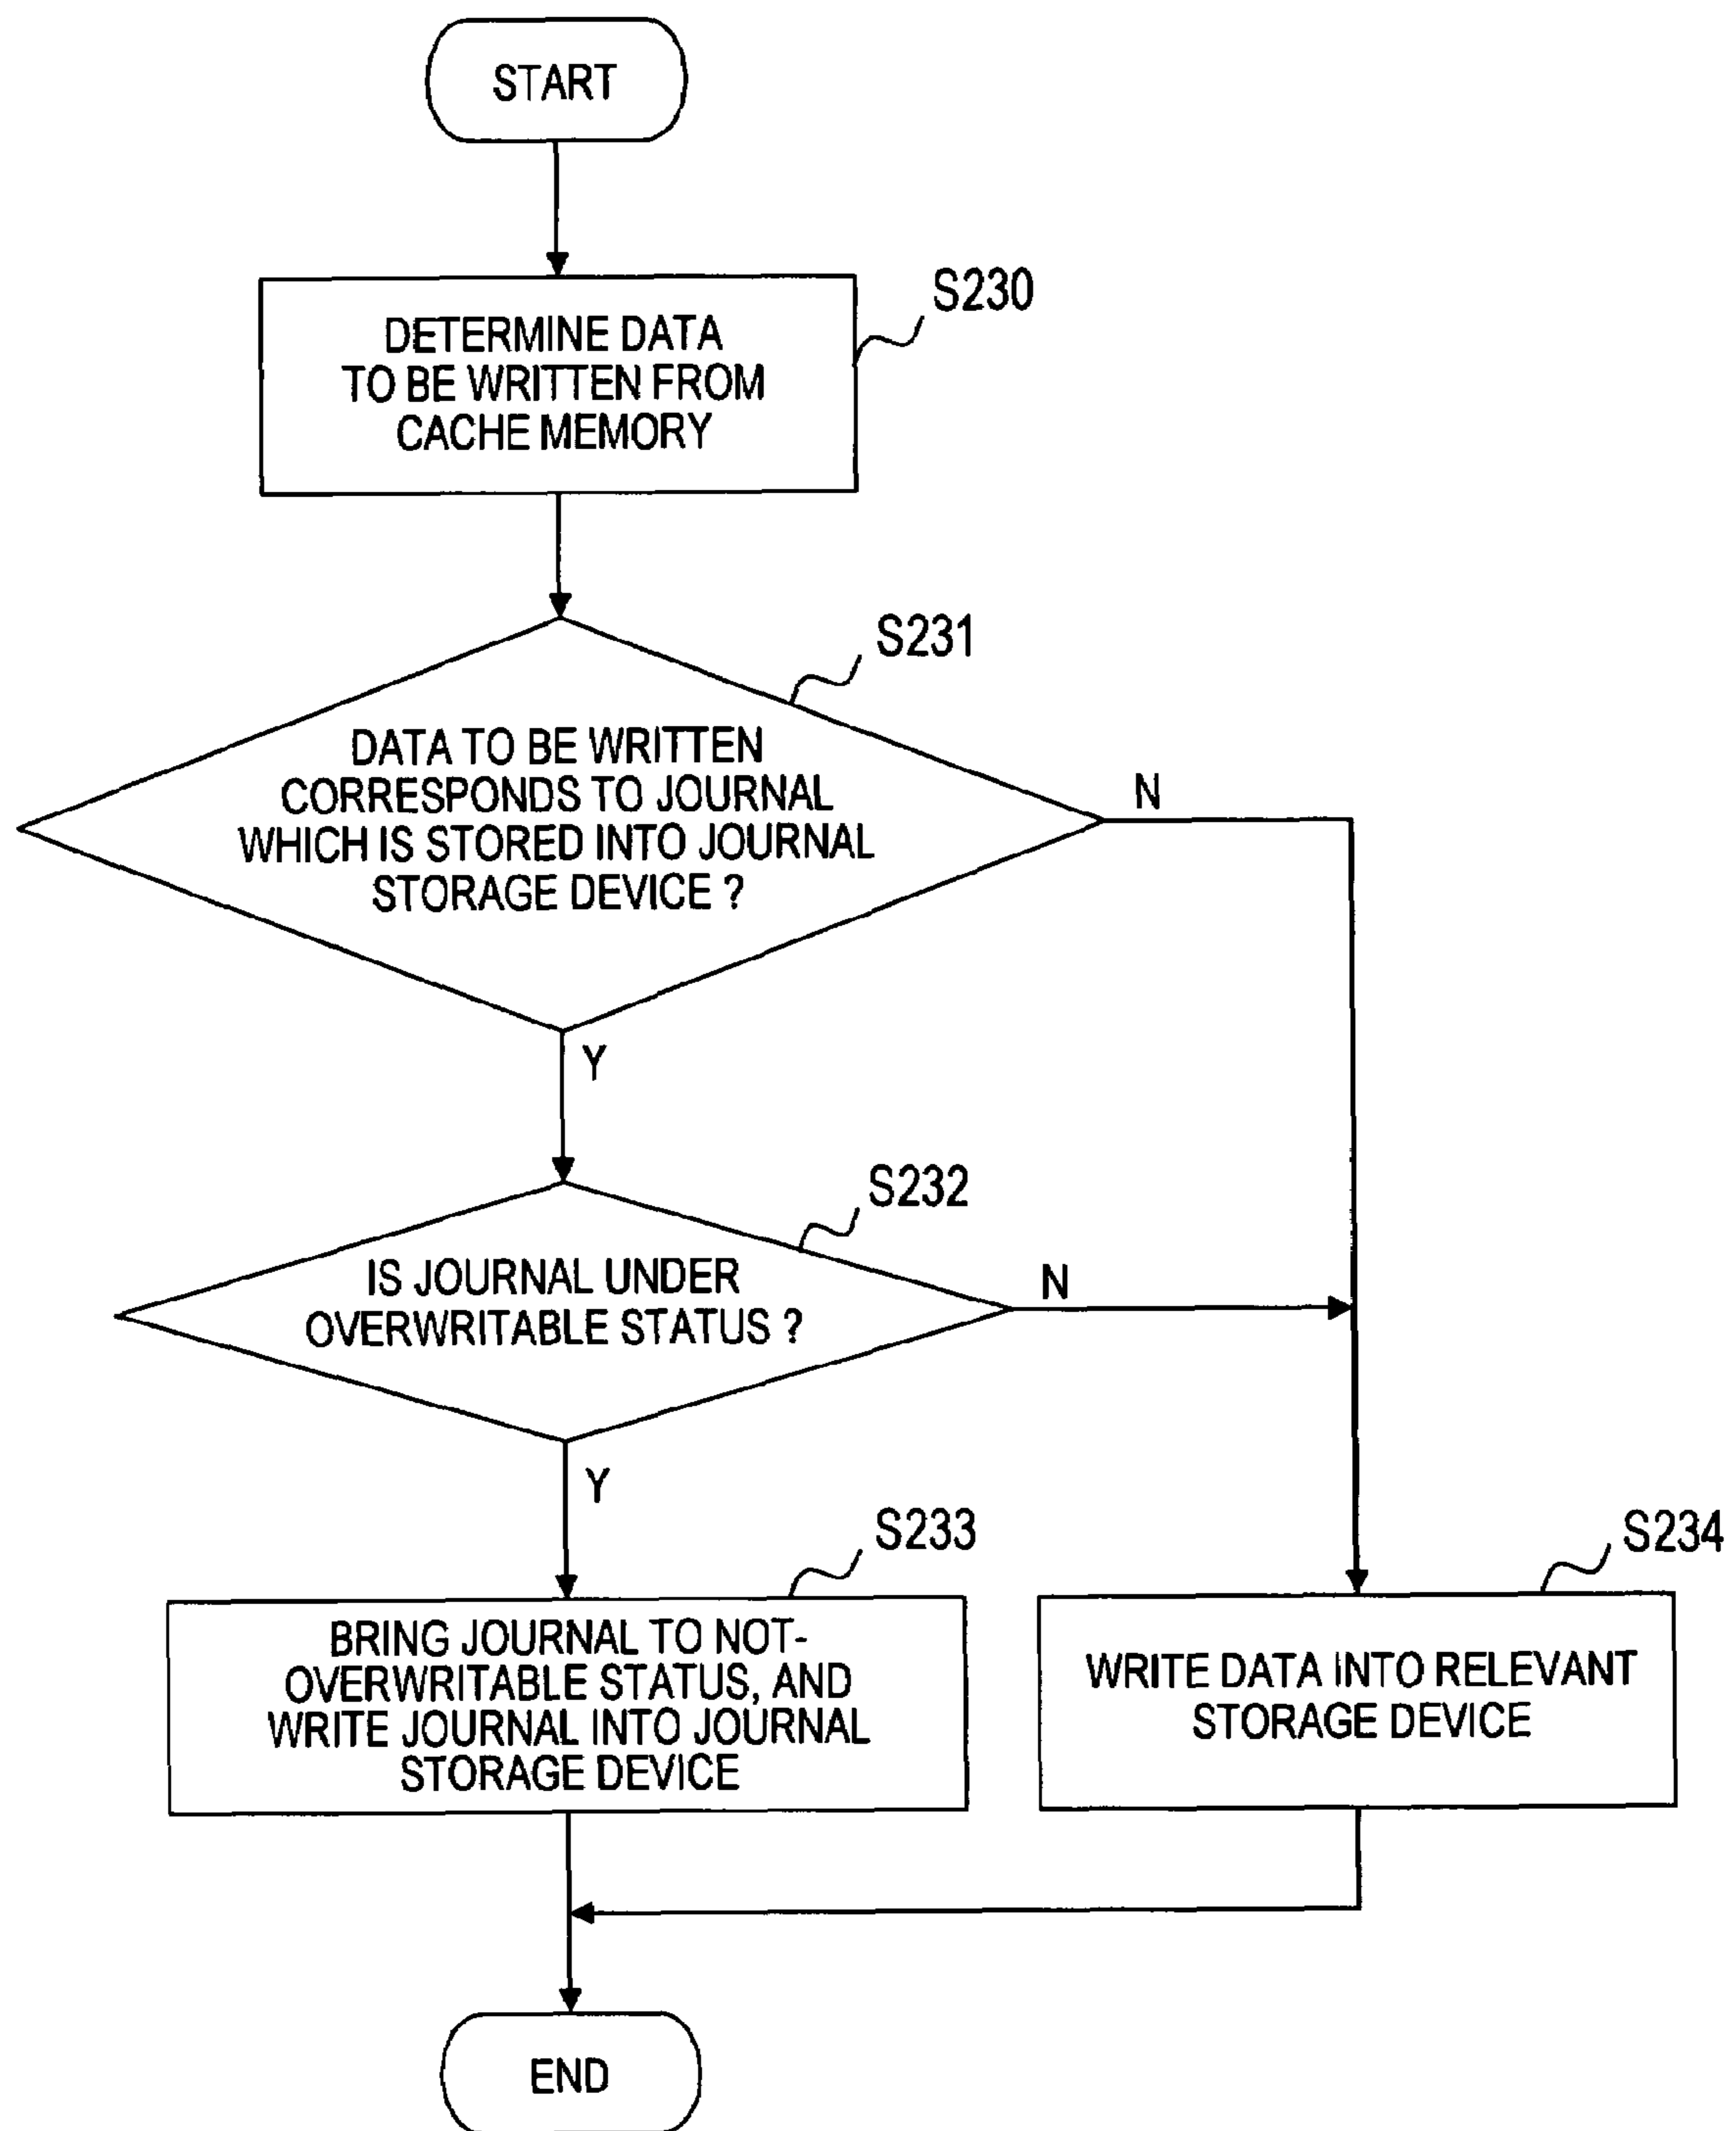 START
S230
DETERMINE DATA
TO BE WRITTEN FROM
CACHE MEMORY
S231
DATA TO BE WRITTEN
CORRESPONDS TO JOURNAL
WHICH IS STORED INTO JOURNAL
STORAGE DEVICE ?
N
Y
S232
IS JOURNAL UNDER
OVERWRITABLE STATUS ?
N
Y
S233
BRING JOURNAL TO NOT-
OVERWRITABLE STATUS, AND
WRITE JOURNAL INTO JOURNAL
STORAGE DEVICE
S234
WRITE DATA INTO RELEVANT
STORAGE DEVICE
END